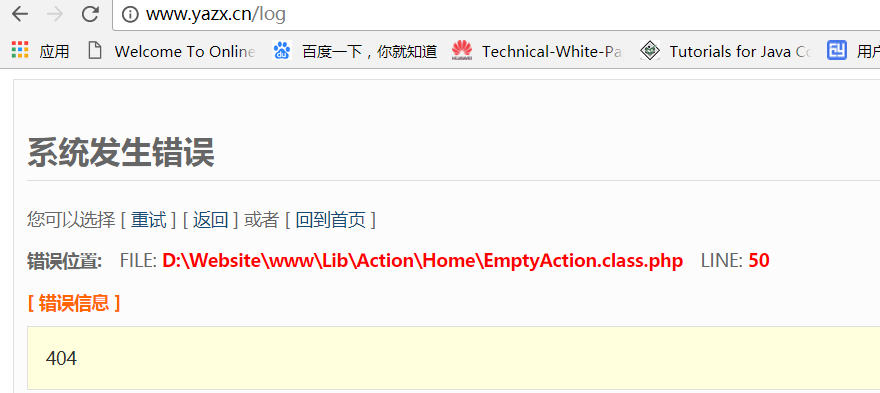 www.yazx.cn/log
应用 Welcome To Online 百度一下，你就知道 Technical-White-Pa Tutorials for Java Co 用户
系统发生错误
您可以选择 [ 重试 ] [ 返回 ] 或者 [ 回到首页 ]
错误位置: FILE: D:\Website\www\Lib\Action\Home\EmptyAction.class.php LINE: 50
[ 错误信息 ]
404